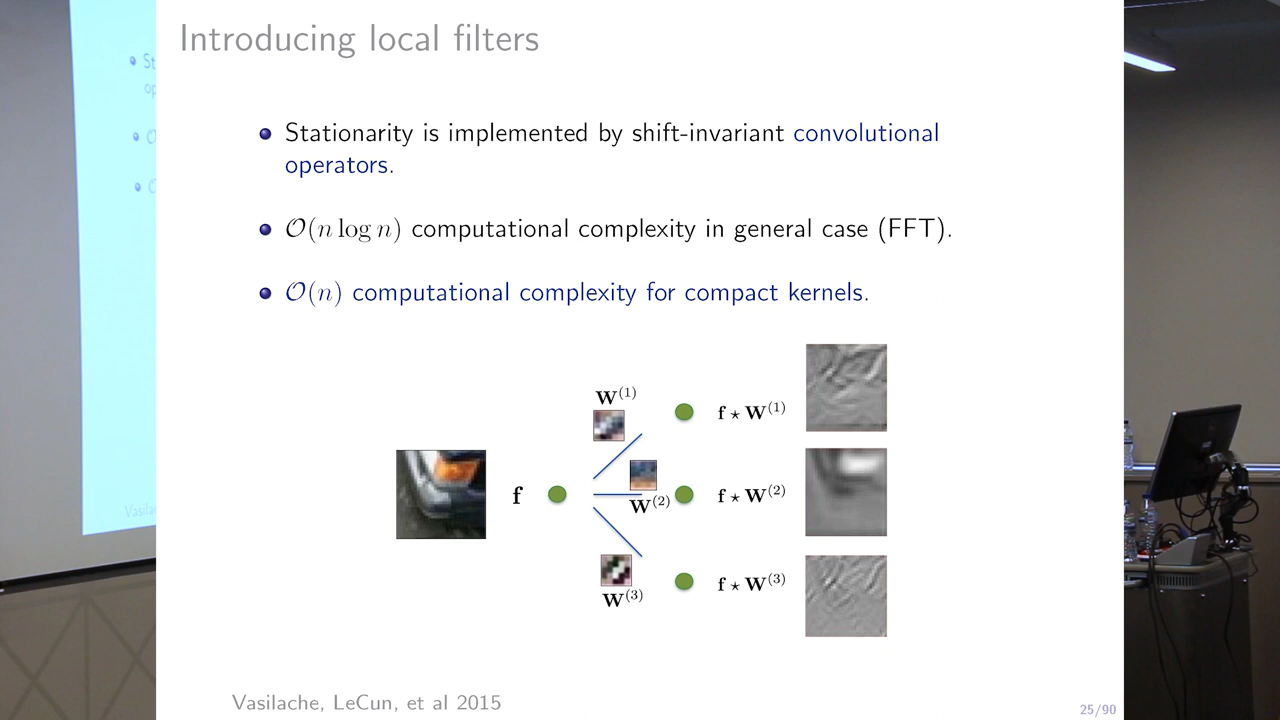 Introducing local filters
Stationarity is implemented by shift-invariant convolutional
operators.
O(n log n) computational complexity in general case (FFT).
O(n) computational complexity for compact kernels.
W^(1)
f ⋆ W^(1)
f
W^(2)
f ⋆ W^(2)
W^(3)
f ⋆ W^(3)
Vasilache, LeCun, et al 2015
25/90